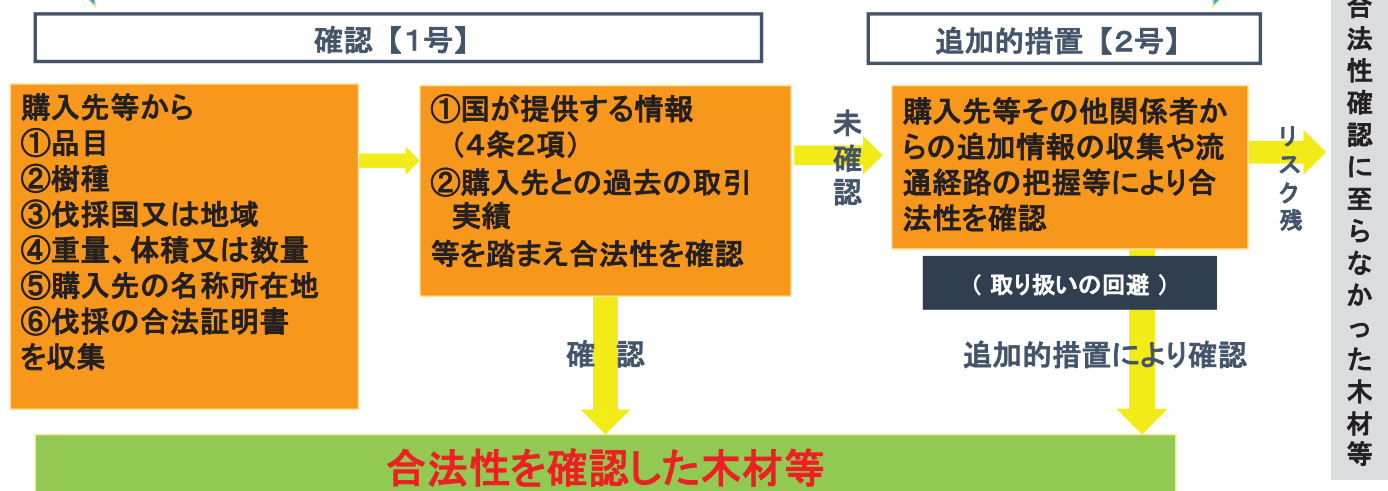 確認【1号】
追加的措置【2号】
購入先等から
①品目
②樹種
③伐採国又は地域
④重量、体積又は数量
⑤購入先の名称所在地
⑥伐採の合法証明書
を収集
①国が提供する情報
（4条2項）
②購入先との過去の取引
実績
等を踏まえ合法性を確認
未確認
購入先等その他関係者か
らの追加情報の収集や流
通経路の把握等により合
法性を確認
リスク残
（ 取り扱いの回避 ）
確認
追加的措置により確認
合法性を確認した木材等
合法性確認に至らなかった木材等